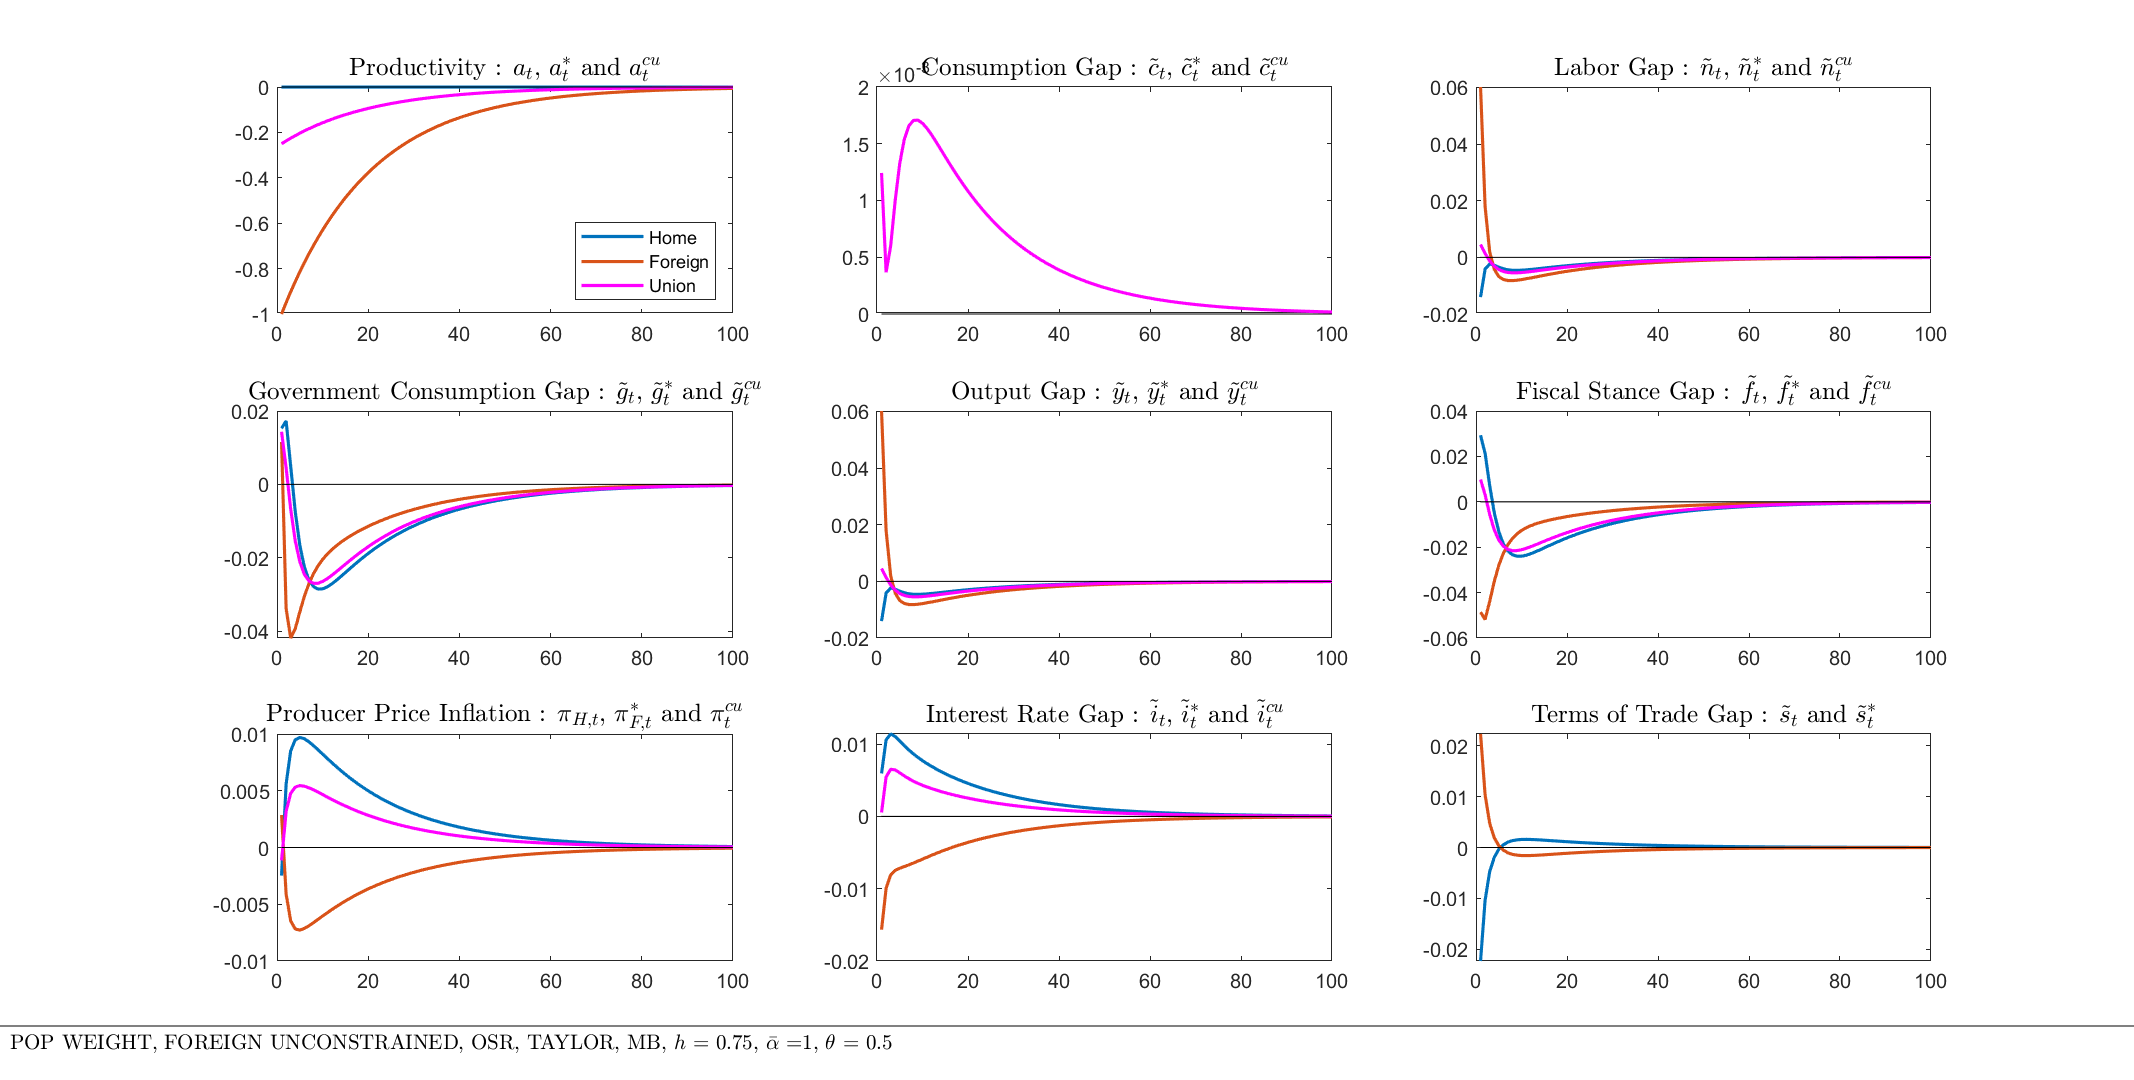 Productivity : a_t, a_t^* and a_t^{cu}
0
-0.2
-0.4
-0.6
-0.8
-1
0 20 40 60 80 100
Home
Foreign
Union
×10^{-3}
Consumption Gap : c̃_t, c̃_t^* and c̃_t^{cu}
2
1.5
1
0.5
0
0 20 40 60 80 100
Labor Gap : ñ_t, ñ_t^* and ñ_t^{cu}
0.06
0.04
0.02
0
-0.02
0 20 40 60 80 100
Government Consumption Gap : g̃_t, g̃_t^* and g̃_t^{cu}
0.02
0
-0.02
-0.04
0 20 40 60 80 100
Output Gap : ỹ_t, ỹ_t^* and ỹ_t^{cu}
0.06
0.04
0.02
0
-0.02
0 20 40 60 80 100
Fiscal Stance Gap : f̃_t, f̃_t^* and f̃_t^{cu}
0.04
0.02
0
-0.02
-0.04
-0.06
0 20 40 60 80 100
Producer Price Inflation : π_{H,t}, π_{F,t}^* and π_t^{cu}
0.01
0.005
0
-0.005
-0.01
0 20 40 60 80 100
Interest Rate Gap : ĩ_t, ĩ_t^* and ĩ_t^{cu}
0.01
0
-0.01
-0.02
0 20 40 60 80 100
Terms of Trade Gap : s̃_t and s̃_t^*
0.02
0.01
0
-0.01
-0.02
0 20 40 60 80 100
POP WEIGHT, FOREIGN UNCONSTRAINED, OSR, TAYLOR, MB, h = 0.75, ᾱ =1, θ = 0.5